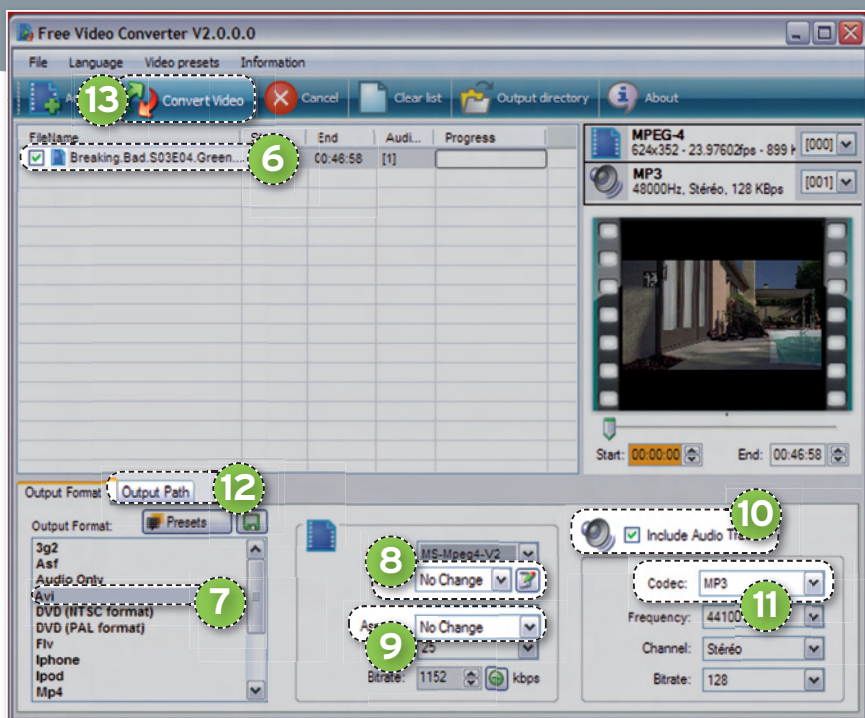 Free Video Converter V2.0.0.0
File Language Video presets Information
13 Convert Video Cancel Clear list Output directory About
FileName End Audi... Progress
Breaking.Bad.S03E04.Green.... 6 00:46:58 [1]
MPEG-4
624x352 - 23.97602fps - 899 [000]
MP3
48000Hz, Stéréo, 128 KBps [001]
Start: 00:00:00 End: 00:46:58
Output Format Output Path 12
Output Format: Presets
3g2
Asf
Audio Only
Avi
DVD (NTSC format)
DVD (PAL format)
Flv
Iphone
Ipod
Mp4
7
MS-Mpeg4-V2
8 No Change
No Change
9 25
Bitrate: 1152 kbps
10
Include Audio
Codec: MP3
11
Frequency: 44100
Channel: Stéréo
Bitrate: 128